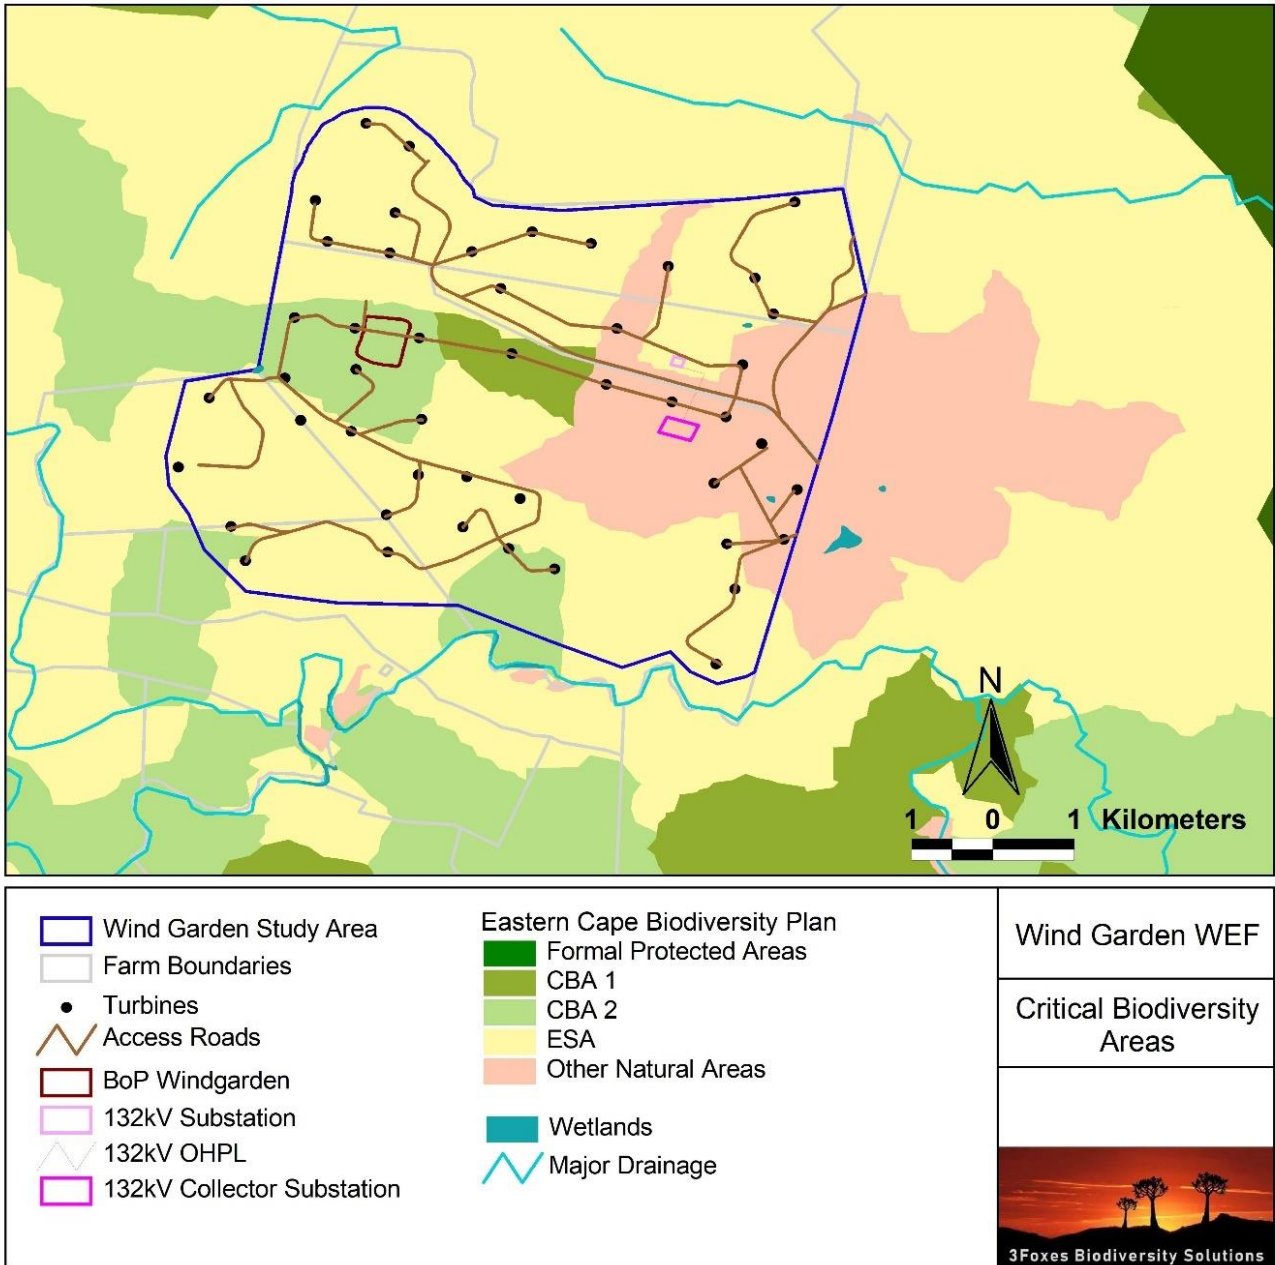 N
1 0 1 Kilometers
Wind Garden Study Area
Farm Boundaries
Turbines
Access Roads
BoP Windgarden
132kV Substation
132kV OHPL
132kV Collector Substation
Eastern Cape Biodiversity Plan
Formal Protected Areas
CBA 1
CBA 2
ESA
Other Natural Areas
Wetlands
Major Drainage
Wind Garden WEF
Critical Biodiversity
Areas
3Foxes Biodiversity Solutions